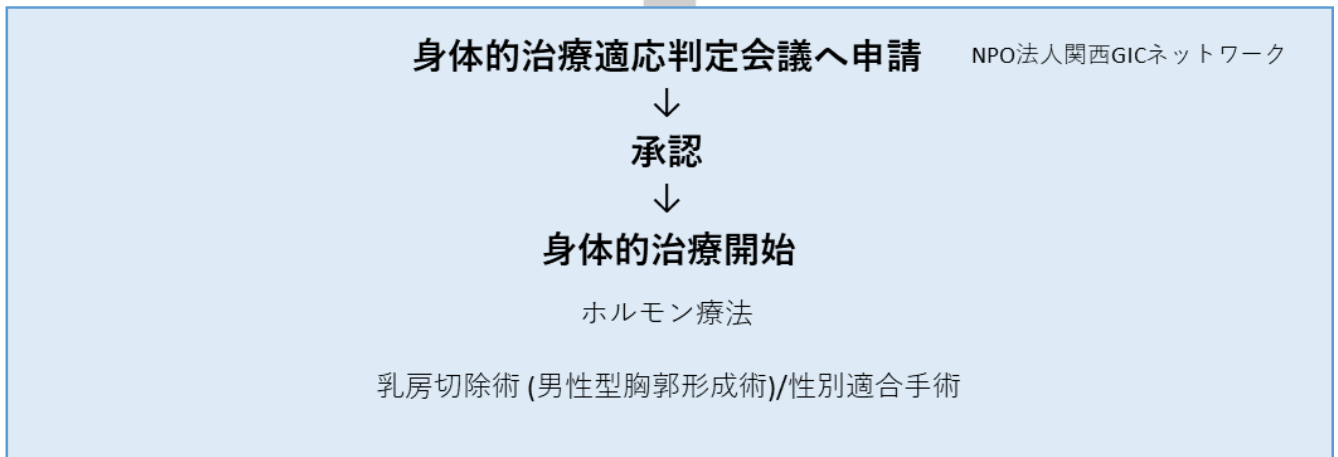 身体的治療適応判定会議へ申請 NPO法人関西GICネットワーク
↓
承認
↓
身体的治療開始
ホルモン療法
乳房切除術 (男性型胸郭形成術)/性別適合手術